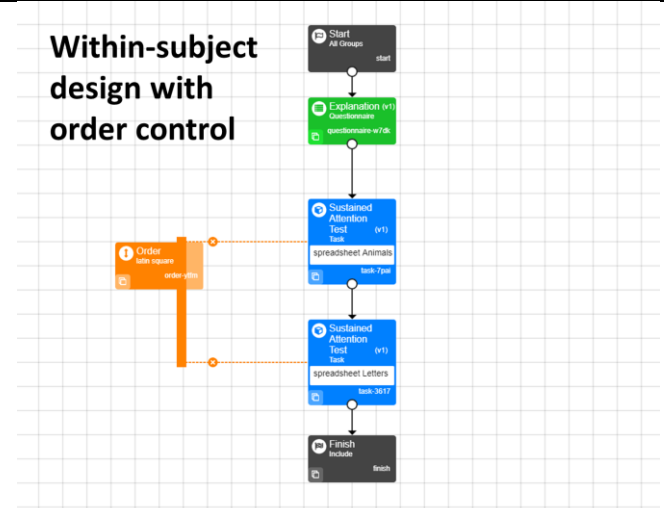 Within-subject
design with
order control
Start
All Groups
start
Explanation (v1)
Questionnaire
questionnaire-w7dk
Sustained
Attention
Test (v1)
Task
spreadsheet Animals
task-7pai
Order
latin square
Sustained
Attention
Test (v1)
Task
spreadsheet Letters
task-3617
Finish
Include
finish